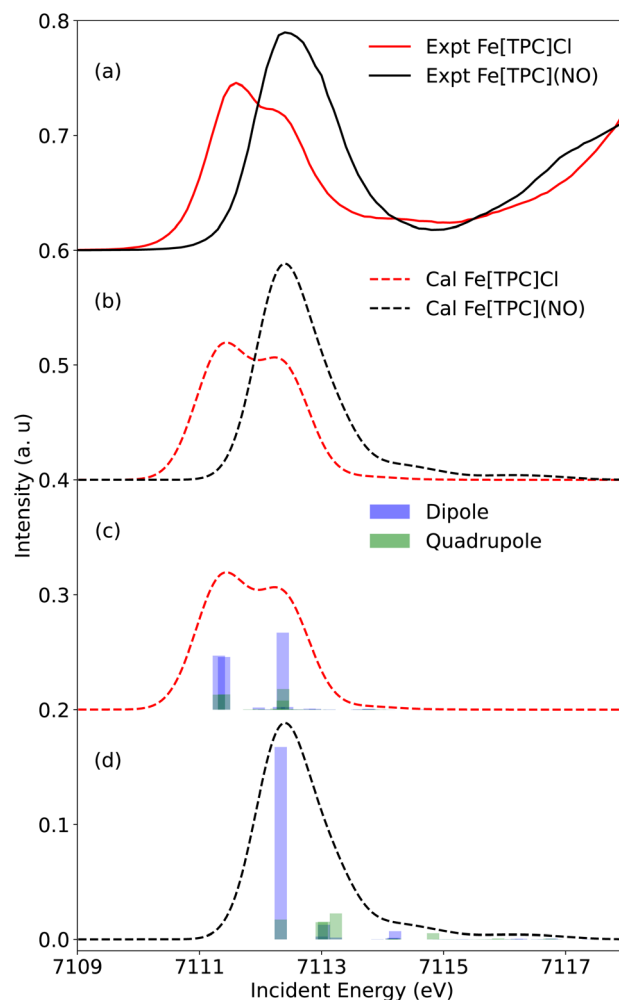 0.8
(a)
Expt Fe[TPC]Cl
Expt Fe[TPC](NO)
0.7
0.6
(b)
Cal Fe[TPC]Cl
Cal Fe[TPC](NO)
0.5
0.4
Intensity (a. u)
(c)
Dipole
Quadrupole
0.3
0.2
(d)
0.1
0.0
7109
7111
7113
7115
7117
Incident Energy (eV)